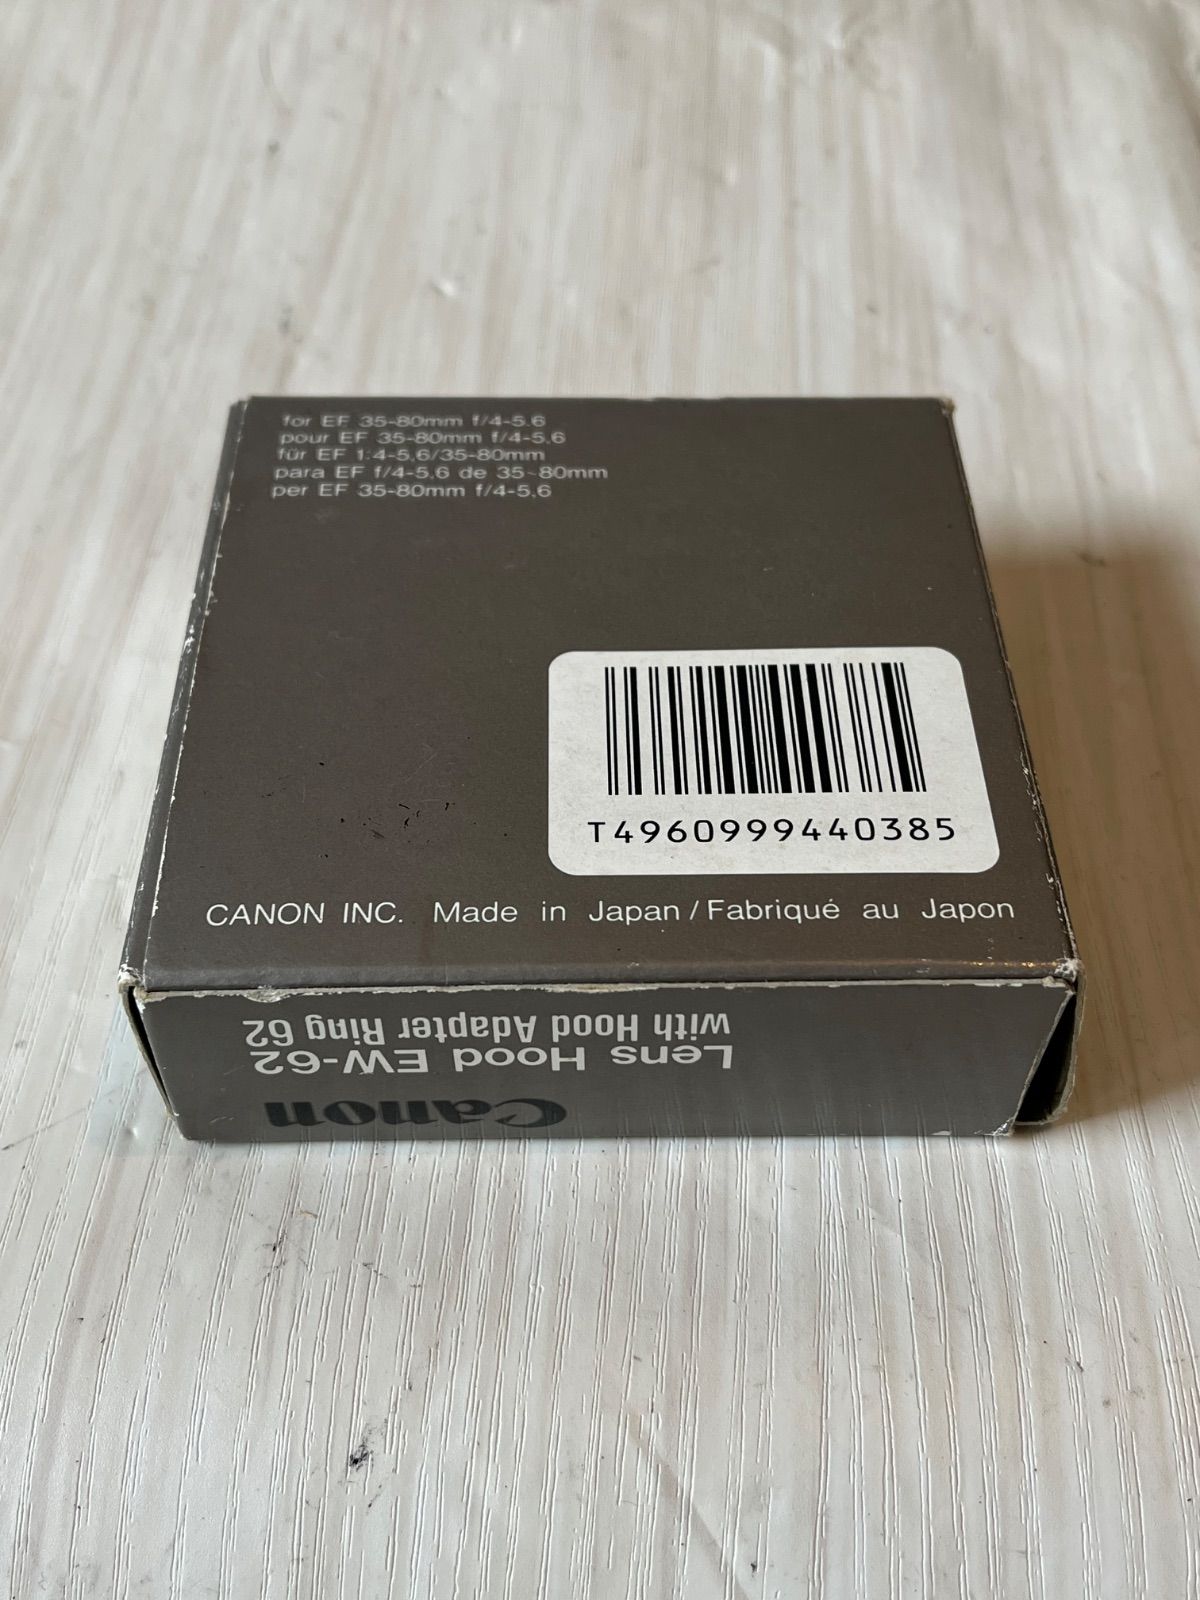 for EF 35-80mm f/4-5.6
pour EF 35-80mm f/4-5.6
für EF 1:4-5,6/35-80mm
para EF f/4-5.6 de 35-80mm
per EF 35-80mm f/4-5.6
T4960999440385
CANON INC. Made in Japan / Fabriqué au Japon
Canon
Lens Hood EW-62
with Hood Adapter Ring 62